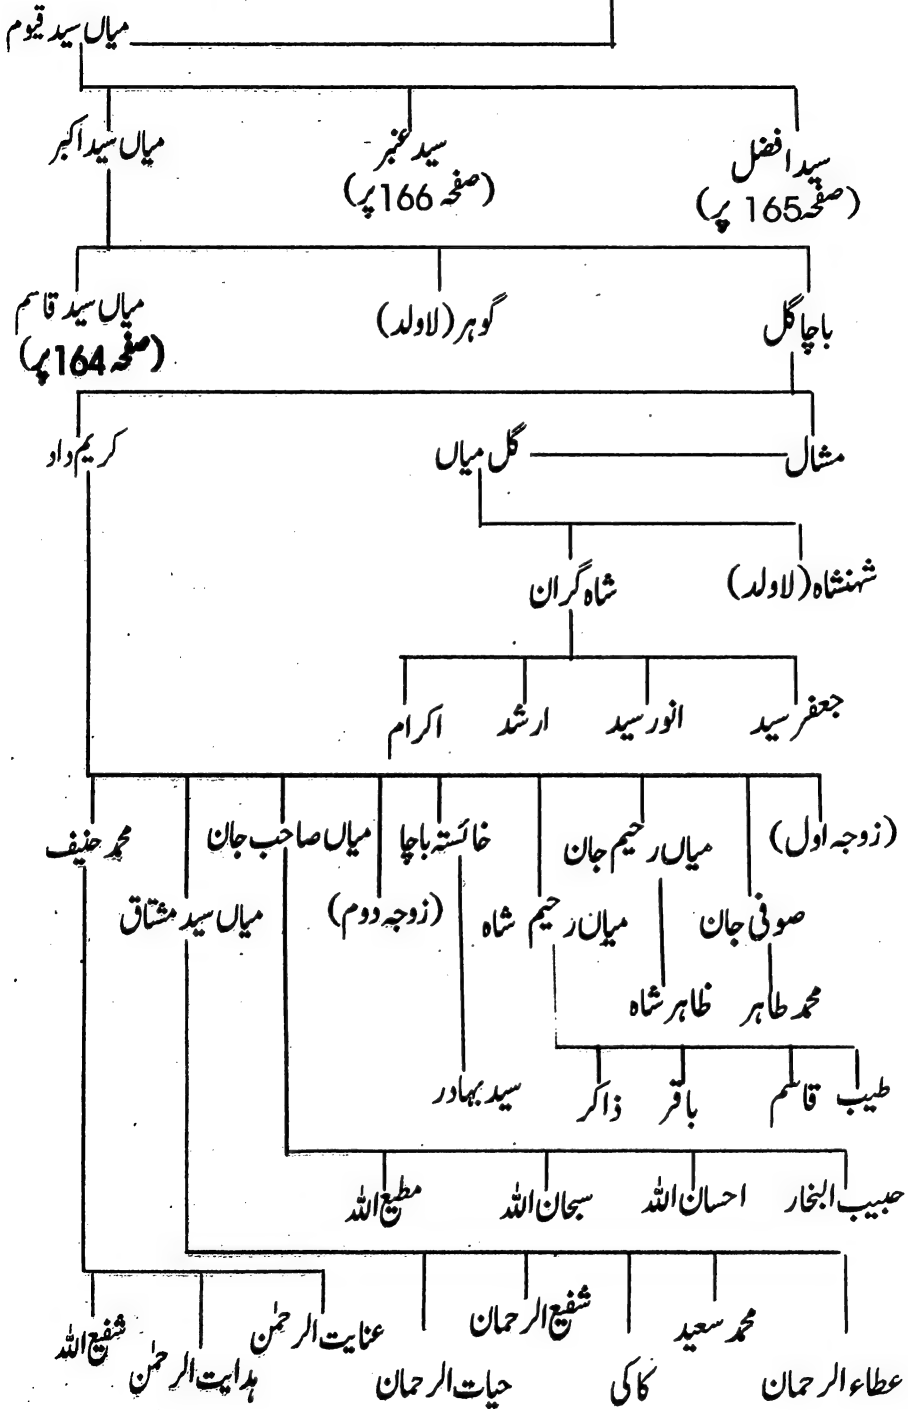 میاں سید قیوم
سید افضل
(صفحہ 165 پر)
سید عنبر
(صفحہ 166 پر)
میاں سید اکبر
باچا گل
گوہر (لاولد)
میاں سید قاسم
(صفحہ 164 پر)
مشال
گل میاں
کریم داد
شہنشاہ (لاولد)
شاہ گران
جعفر سید
انور سید
ارشد
اکرام
(زوجہ اول)
میاں رحیم جان
خائستہ باچا
میاں صاحب جان
محمد حنیف
صوفی جان
میاں رحیم شاہ
(زوجہ دوم)
میاں سید مشتاق
محمد طاہر
ظاہر شاہ
طیب
قاسم
باقر
ذاکر
سید بہادر
حبیب النجار
احسان اللہ
سبحان اللہ
مطیع اللہ
محمد سعید
شفیع الرحمان
عنایت الرحمٰن
شفیع اللہ
عطاء الرحمان
کاکی
حیات الرحمان
ہدایت الرحمٰن